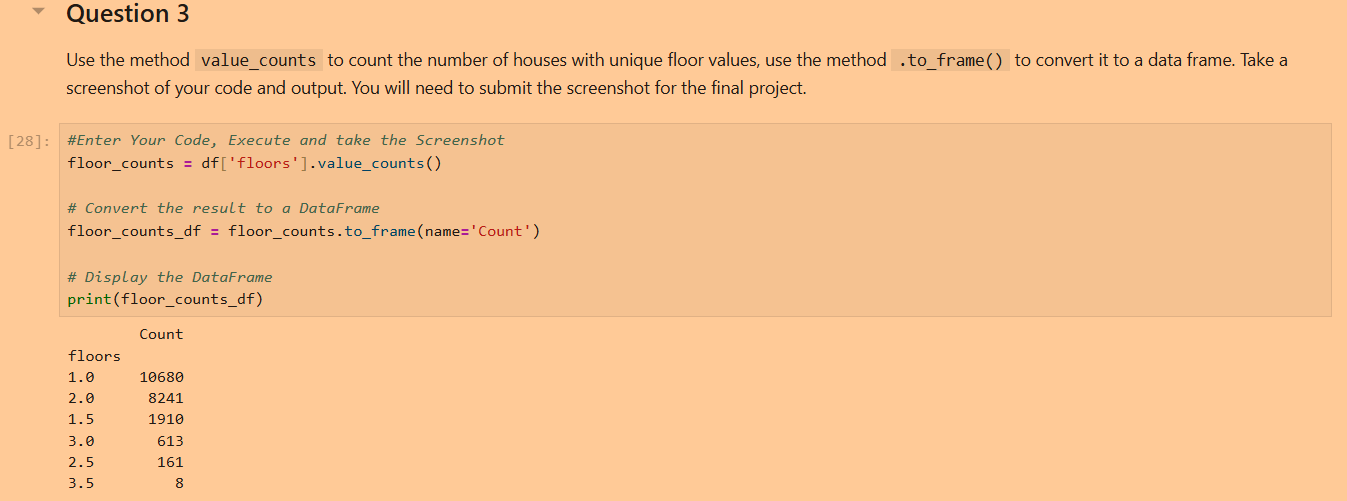 Question 3
Use the method value_counts to count the number of houses with unique floor values, use the method .to_frame() to convert it to a data frame. Take a
screenshot of your code and output. You will need to submit the screenshot for the final project.
[28]: #Enter Your Code, Execute and take the Screenshot
floor_counts = df['floors'].value_counts()
# Convert the result to a DataFrame
floor_counts_df = floor_counts.to_frame(name='Count')
# Display the DataFrame
print(floor_counts_df)
Count
floors
1.0 10680
2.0 8241
1.5 1910
3.0 613
2.5 161
3.5 8